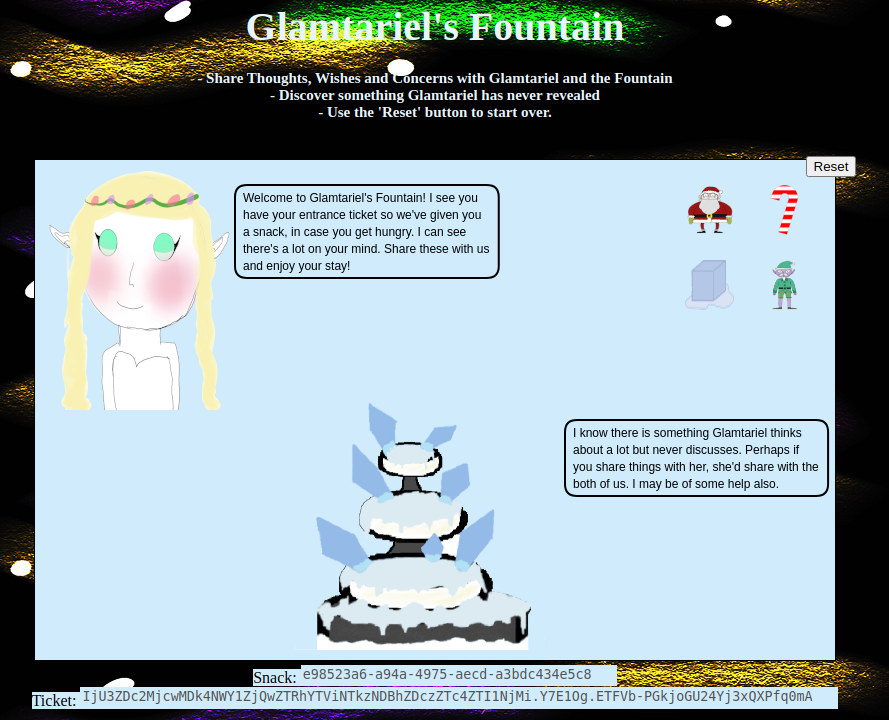 Glamtariel's Fountain
- Share Thoughts, Wishes and Concerns with Glamtariel and the Fountain
- Discover something Glamtariel has never revealed
- Use the 'Reset' button to start over.
Reset
Welcome to Glamtariel's Fountain! I see you
have your entrance ticket so we've given you
a snack, in case you get hungry. I can see
there's a lot on your mind. Share these with us
and enjoy your stay!
I know there is something Glamtariel thinks
about a lot but never discusses. Perhaps if
you share things with her, she'd share with the
both of us. I may be of some help also.
Snack: e98523a6-a94a-4975-aecd-a3bdc434e5c8
Ticket: IjU3ZDc2MjcwMDk4NWY1ZjQwZTRhYTViNTkzNDBhZDczZTc4ZTI1NjMi.Y7E1Og.ETFVb-PGkjoGU24Yj3xQXPfq0mA